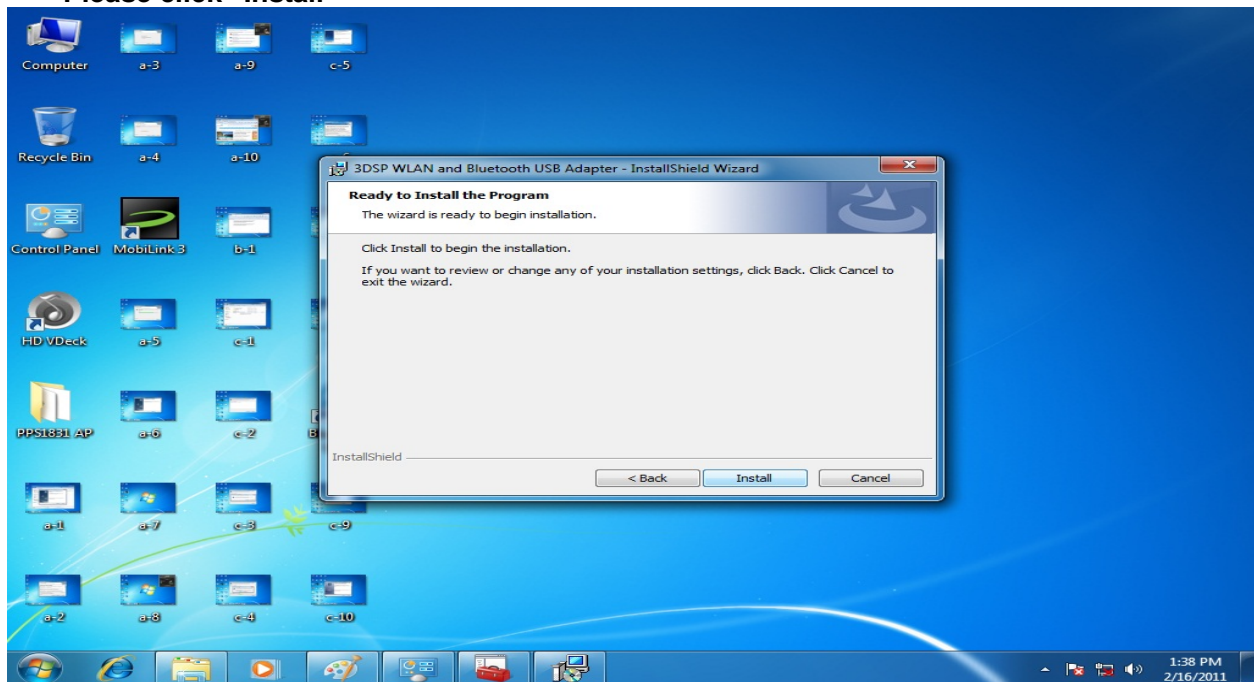 Please click "Install"
Computer
a-3
a-9
c-5
Recycle Bin
a-4
a-10
3DSP WLAN and Bluetooth USB Adapter - InstallShield Wizard
Ready to Install the Program
The wizard is ready to begin installation.
Control Panel
MobiLink 3
b-1
Click Install to begin the installation.
If you want to review or change any of your installation settings, click Back. Click Cancel to
exit the wizard.
HD VDeck
a-5
c-1
PPS1831 AP
a-6
c-2
InstallShield
< Back
Install
Cancel
a-1
a-7
c-3
c-9
a-2
a-8
c-4
c-10
1:38 PM
2/16/2011